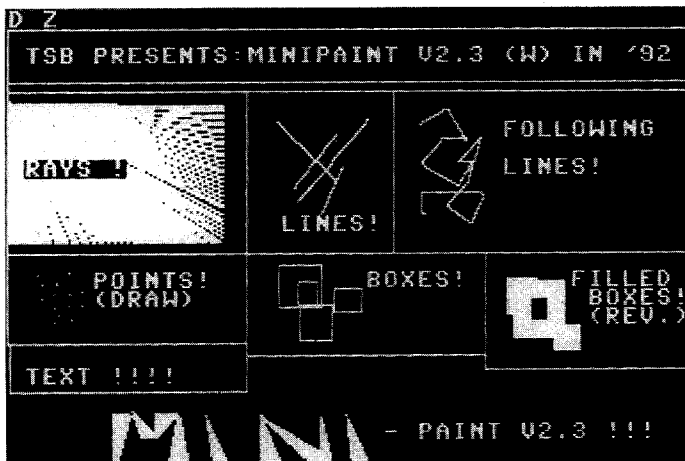 D Z
TSB PRESENTS:MINIPAINT V2.3 (W) IN '92
RAYS !
LINES!
FOLLOWING
LINES!
POINTS!
(DRAW)
BOXES!
FILLED
BOXES!
(REV.)
TEXT !!!!
MINI - PAINT V2.3 !!!